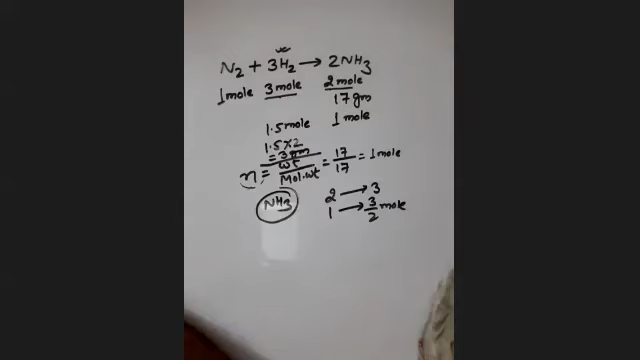 N2 + 3H2 → 2NH3
1mole 3mole 2mole
17gm
1.5mole 1mole
1.5×2
= 3gm
n = wt/Mol.wt = 17/17 = 1mole
NH3
2 → 3
1 → 3/2 mole